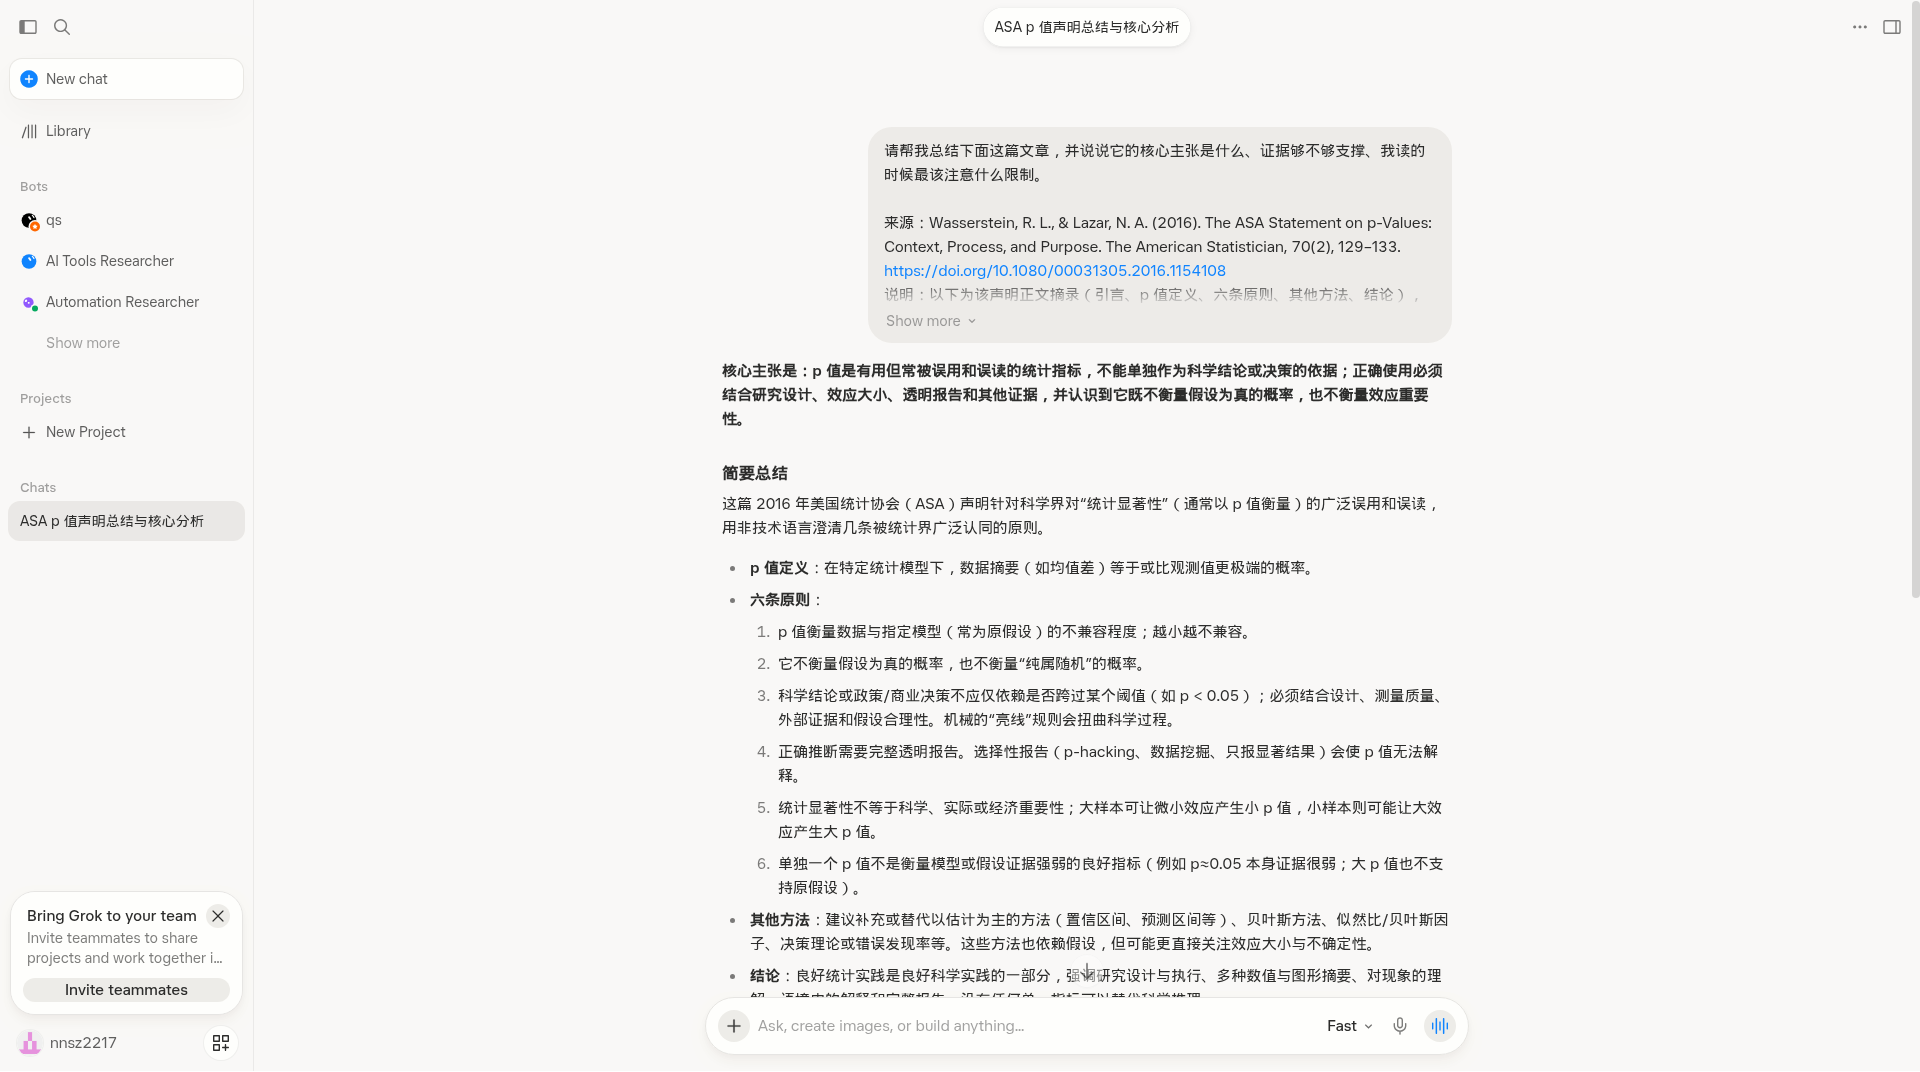 ASA p 值声明总结与核心分析
New chat
Library
Bots
qs
AI Tools Researcher
Automation Researcher
Show more
Projects
New Project
Chats
ASA p 值声明总结与核心分析
Bring Grok to your team
Invite teammates to share
projects and work together i...
Invite teammates
nnsz2217
请帮我总结下面这篇文章，并说说它的核心主张是什么、证据够不够支撑、我读的
时候最该注意什么限制。
来源：Wasserstein, R. L., & Lazar, N. A. (2016). The ASA Statement on p-Values:
Context, Process, and Purpose. The American Statistician, 70(2), 129–133.
https://doi.org/10.1080/00031305.2016.1154108
说明：以下为该声明正文摘录（引言、p 值定义、六条原则、其他方法、结论），
Show more
核心主张是：p 值是有用但常被误用和误读的统计指标，不能单独作为科学结论或决策的依据；正确使用必须
结合研究设计、效应大小、透明报告和其他证据，并认识到它既不衡量假设为真的概率，也不衡量效应重要
性。
简要总结
这篇 2016 年美国统计协会（ASA）声明针对科学界对“统计显著性”（通常以 p 值衡量）的广泛误用和误读，
用非技术语言澄清几条被统计界广泛认同的原则。
• p 值定义：在特定统计模型下，数据摘要（如均值差）等于或比观测值更极端的概率。
• 六条原则：
1. p 值衡量数据与指定模型（常为原假设）的不兼容程度；越小越不兼容。
2. 它不衡量假设为真的概率，也不衡量“纯属随机”的概率。
3. 科学结论或政策/商业决策不应仅依赖是否跨过某个阈值（如 p < 0.05）；必须结合设计、测量质量、
外部证据和假设合理性。机械的“亮线”规则会扭曲科学过程。
4. 正确推断需要完整透明报告。选择性报告（p-hacking、数据挖掘、只报显著结果）会使 p 值无法解
释。
5. 统计显著性不等于科学、实际或经济重要性；大样本可让微小效应产生小 p 值，小样本则可能让大效
应产生大 p 值。
6. 单独一个 p 值不是衡量模型或假设证据强弱的良好指标（例如 p≈0.05 本身证据很弱；大 p 值也不支
持原假设）。
• 其他方法：建议补充或替代以估计为主的方法（置信区间、预测区间等）、贝叶斯方法、似然比/贝叶斯因
子、决策理论或错误发现率等。这些方法也依赖假设，但可能更直接关注效应大小与不确定性。
• 结论：良好统计实践是良好科学实践的一部分，强调研究设计与执行、多种数值与图形摘要、对现象的理
Ask, create images, or build anything...
Fast